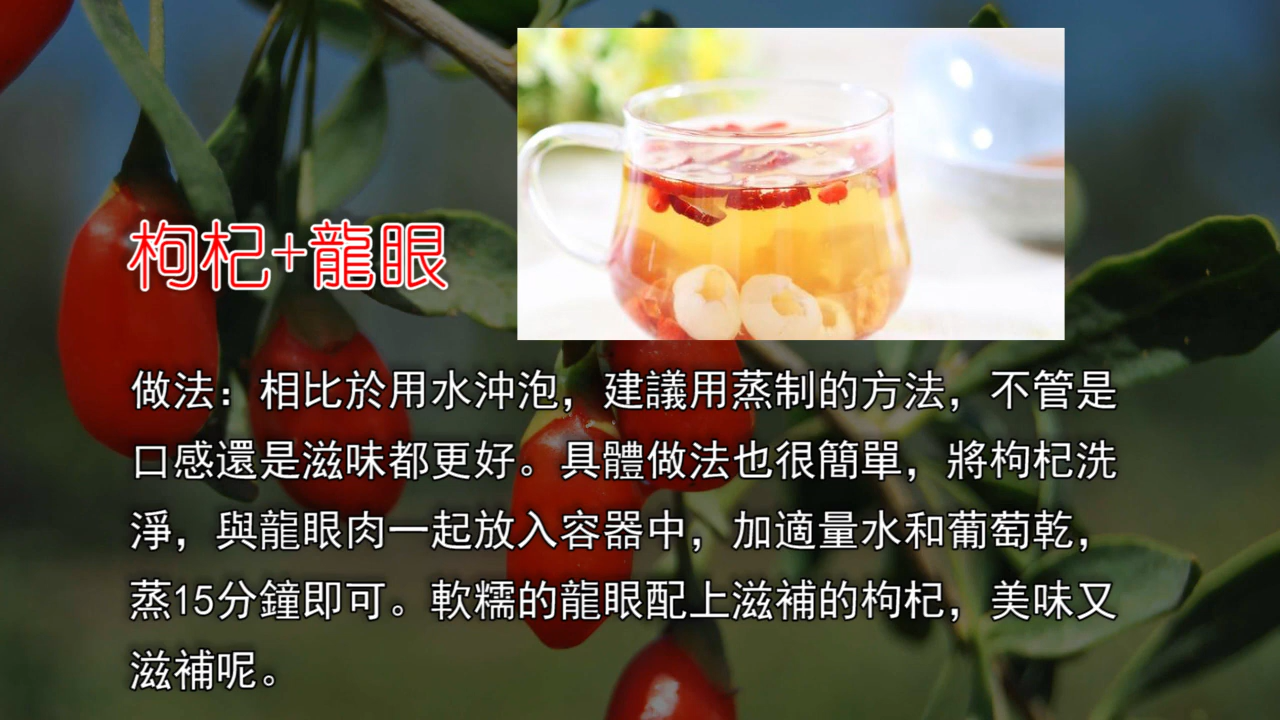 枸杞+龍眼
做法：相比於用水沖泡，建議用蒸制的方法，不管是
口感還是滋味都更好。具體做法也很簡單，將枸杞洗
淨，與龍眼肉一起放入容器中，加適量水和葡萄乾，
蒸15分鐘即可。軟糯的龍眼配上滋補的枸杞，美味又
滋補呢。